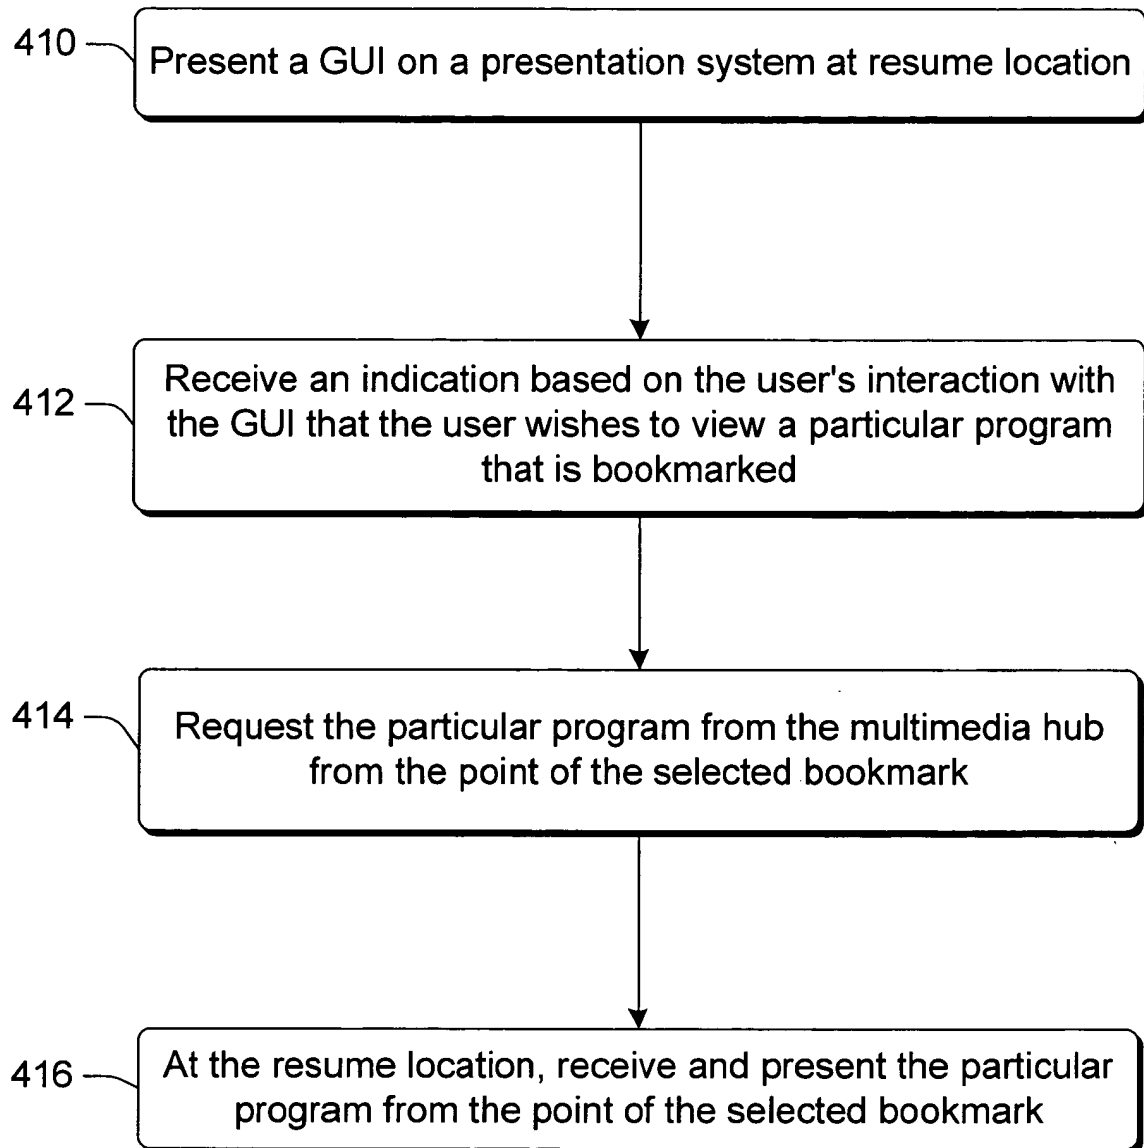 410
Present a GUI on a presentation system at resume location
412
Receive an indication based on the user's interaction with
the GUI that the user wishes to view a particular program
that is bookmarked
414
Request the particular program from the multimedia hub
from the point of the selected bookmark
416
At the resume location, receive and present the particular
program from the point of the selected bookmark